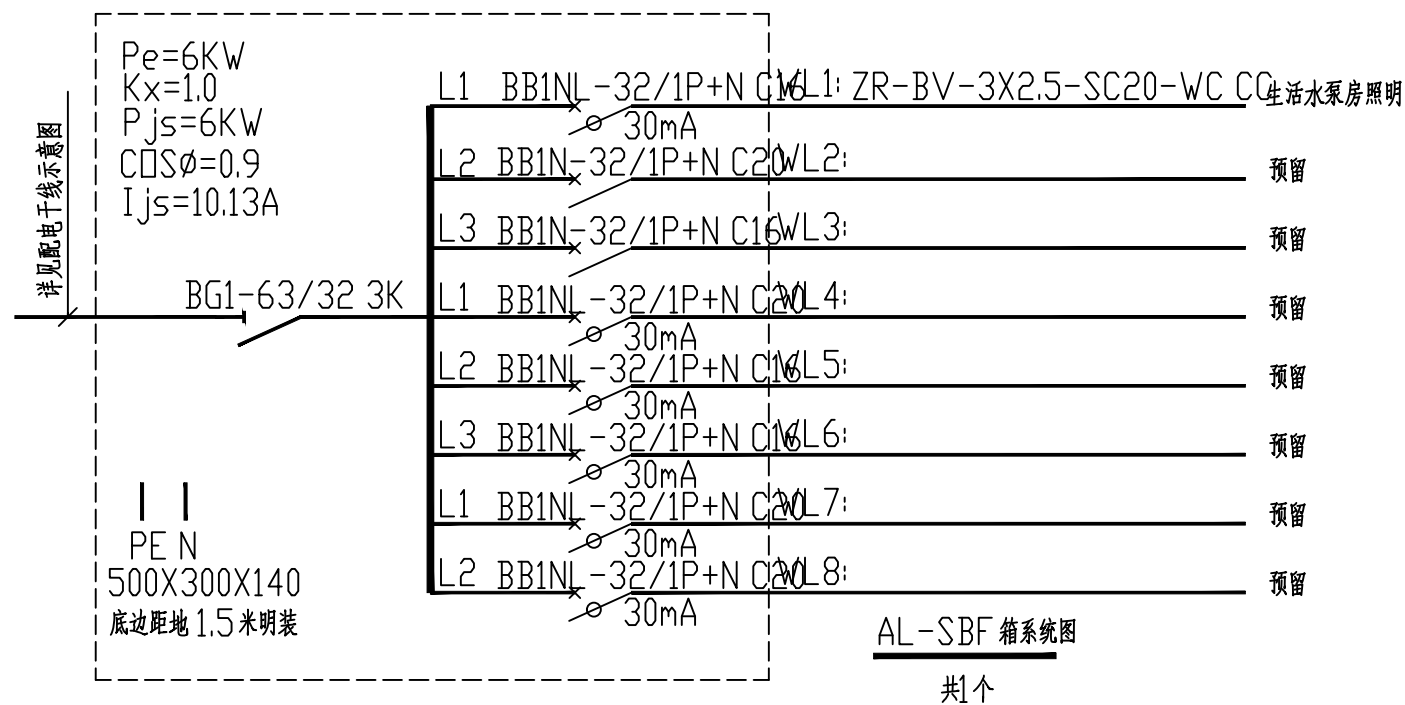 Pe=6KW
Kx=1.0
Pjs=6KW
COSø=0.9
Ijs=10.13A
详见配电干线示意图
BG1-63/32 3K
L1 BB1NL-32/1P+N C16 WL1: ZR-BV-3X2.5-SC20-WC CC 生活水泵房照明
30mA
L2 BB1N-32/1P+N C20 WL2: 预留
L3 BB1N-32/1P+N C16 WL3: 预留
L1 BB1NL-32/1P+N C20 WL4: 预留
30mA
L2 BB1NL-32/1P+N C16 WL5: 预留
30mA
L3 BB1NL-32/1P+N C16 WL6: 预留
30mA
L1 BB1NL-32/1P+N C20 WL7: 预留
30mA
L2 BB1NL-32/1P+N C20 WL8: 预留
30mA
PE N
500X300X140
底边距地1.5米明装
AL-SBF箱系统图
共1个